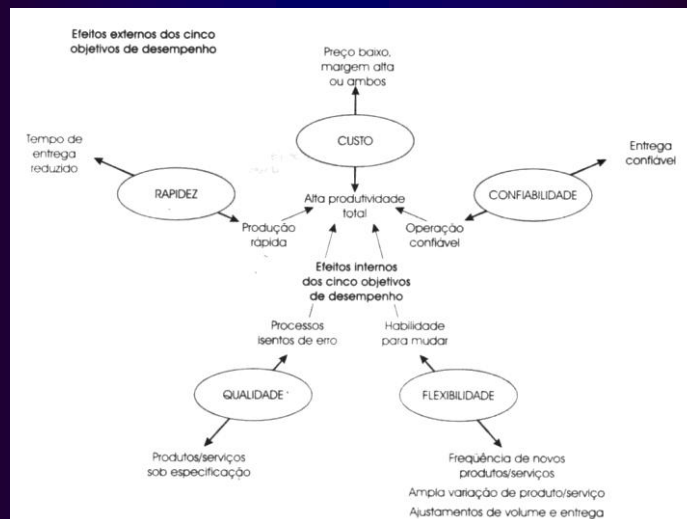 Efeitos externos dos cinco
objetivos de desempenho
Preço baixo,
margem alta
ou ambos
CUSTO
Tempo de
entrega
reduzido
RAPIDEZ
Entrega
confiável
CONFIABILIDADE
Alta produtividade
total
Produção
rápida
Operação
confiável
Efeitos internos
dos cinco objetivos
de desempenho
Processos
isentos de erro
Habilidade
para mudar
QUALIDADE
FLEXIBILIDADE
Produtos/serviços
sob especificação
Freqüência de novos
produtos/serviços
Ampla variação de produto/serviço
Ajustamentos de volume e entrega